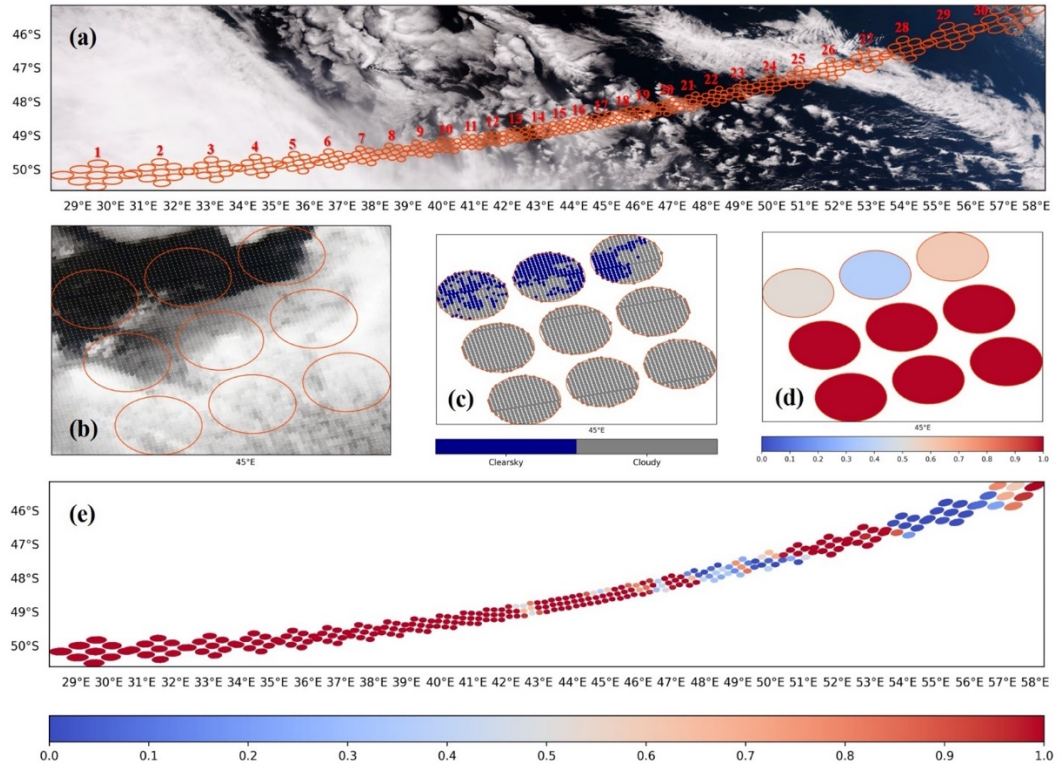 (a)
46°S
47°S
48°S
49°S
50°S
1 2 3 4 5 6 7 8 9 10 11 12 13 14 15 16 17 18 19 20 21 22 23 24 25 26 27 28 29 30
29°E 30°E 31°E 32°E 33°E 34°E 35°E 36°E 37°E 38°E 39°E 40°E 41°E 42°E 43°E 44°E 45°E 46°E 47°E 48°E 49°E 50°E 51°E 52°E 53°E 54°E 55°E 56°E 57°E 58°E
(b)
45°E
(c)
45°E
Clearsky Cloudy
(d)
45°E
0.0 0.1 0.2 0.3 0.4 0.5 0.6 0.7 0.8 0.9 1.0
(e)
46°S
47°S
48°S
49°S
50°S
29°E 30°E 31°E 32°E 33°E 34°E 35°E 36°E 37°E 38°E 39°E 40°E 41°E 42°E 43°E 44°E 45°E 46°E 47°E 48°E 49°E 50°E 51°E 52°E 53°E 54°E 55°E 56°E 57°E 58°E
0.0 0.1 0.2 0.3 0.4 0.5 0.6 0.7 0.8 0.9 1.0